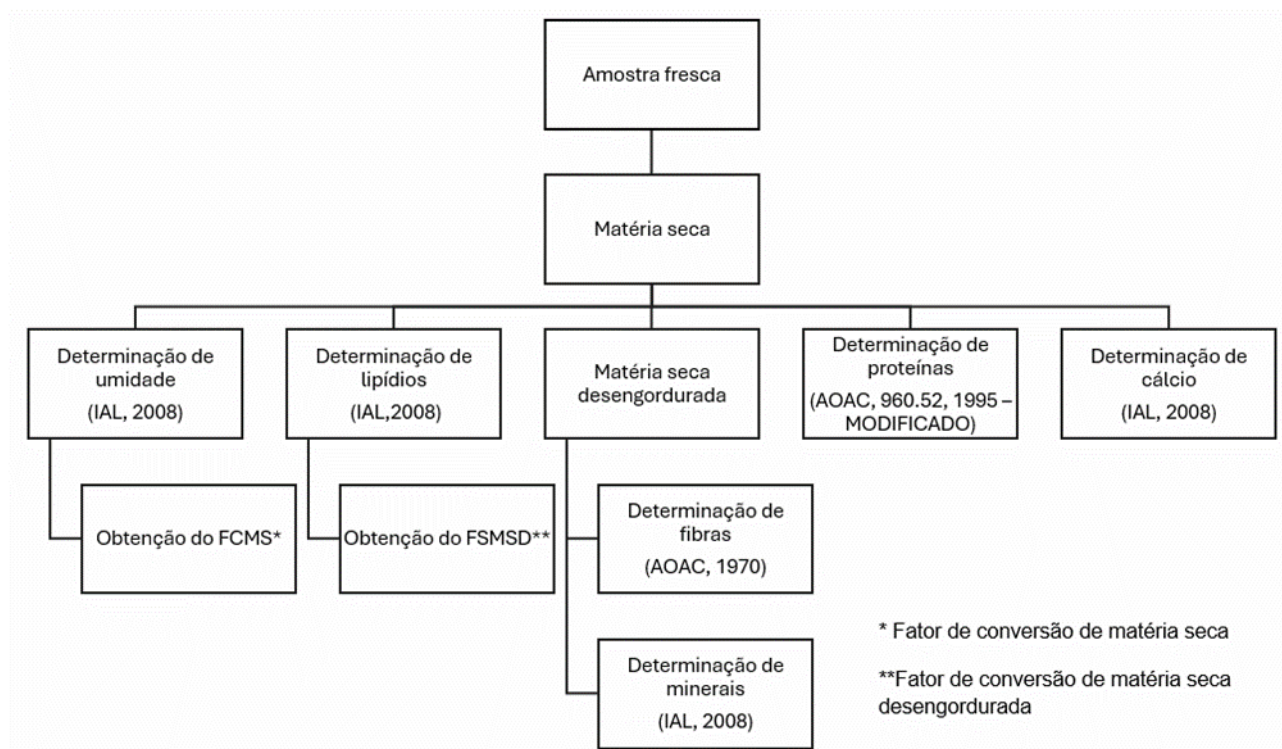 Amostra fresca
Matéria seca
Determinação de
umidade
(IAL, 2008)
Determinação de
lipídios
(IAL,2008)
Matéria seca
desengordurada
Determinação de
proteínas
(AOAC, 960.52, 1995 –
MODIFICADO)
Determinação de
cálcio
(IAL, 2008)
Obtenção do FCMS*
Obtenção do FSMSD**
Determinação de
fibras
(AOAC, 1970)
Determinação de
minerais
(IAL, 2008)
* Fator de conversão de matéria seca
**Fator de conversão de matéria seca
desengordurada